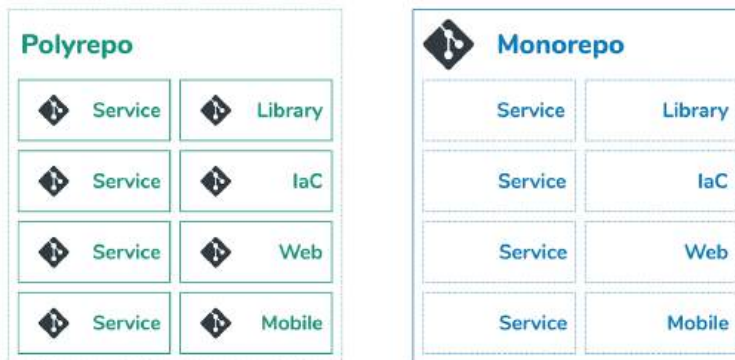 Polyrepo
Service
Library
Service
IaC
Service
Web
Service
Mobile
Monorepo
Service
Library
Service
IaC
Service
Web
Service
Mobile